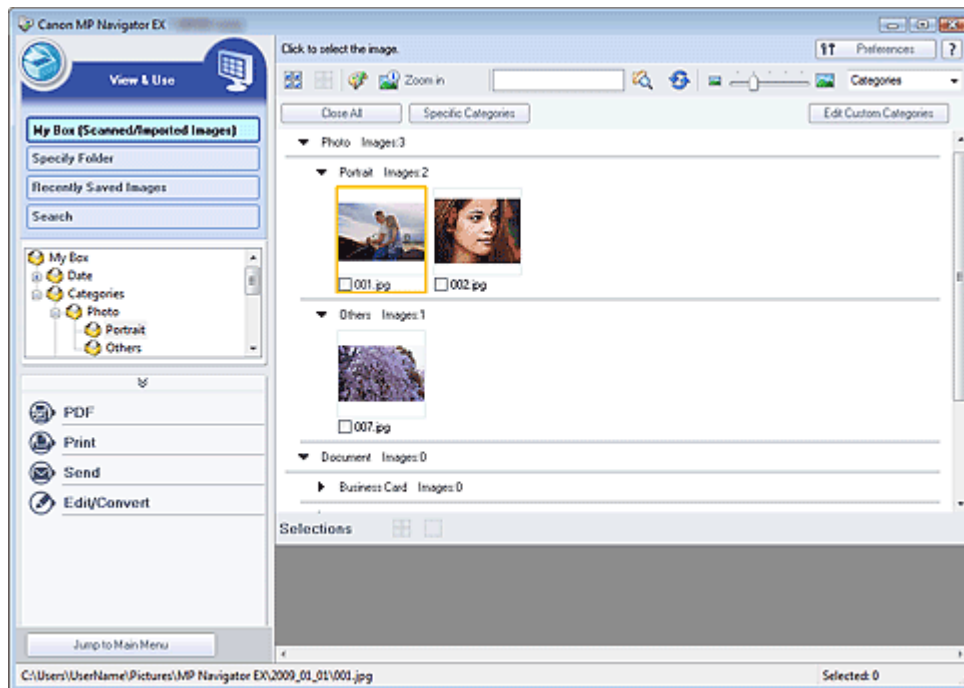 Canon MP Navigator EX
Click to select the image.
Preferences
?
View & Use
Zoom in
Categories
Close All
Specific Categories
Edit Custom Categories
My Box (Scanned/Imported Images)
Specify Folder
Recently Saved Images
Search
My Box
Date
Categories
Photo
Portrait
Others
PDF
Print
Send
Edit/Convert
Jump to Main Menu
Photo Images:3
Portrait Images:2
001.jpg
002.jpg
Others Images:1
007.jpg
Document Images:0
Business Card Images:0
Selections
C:\Users\UserName\Pictures\MP Navigator EX\2009_01_01\001.jpg
Selected: 0